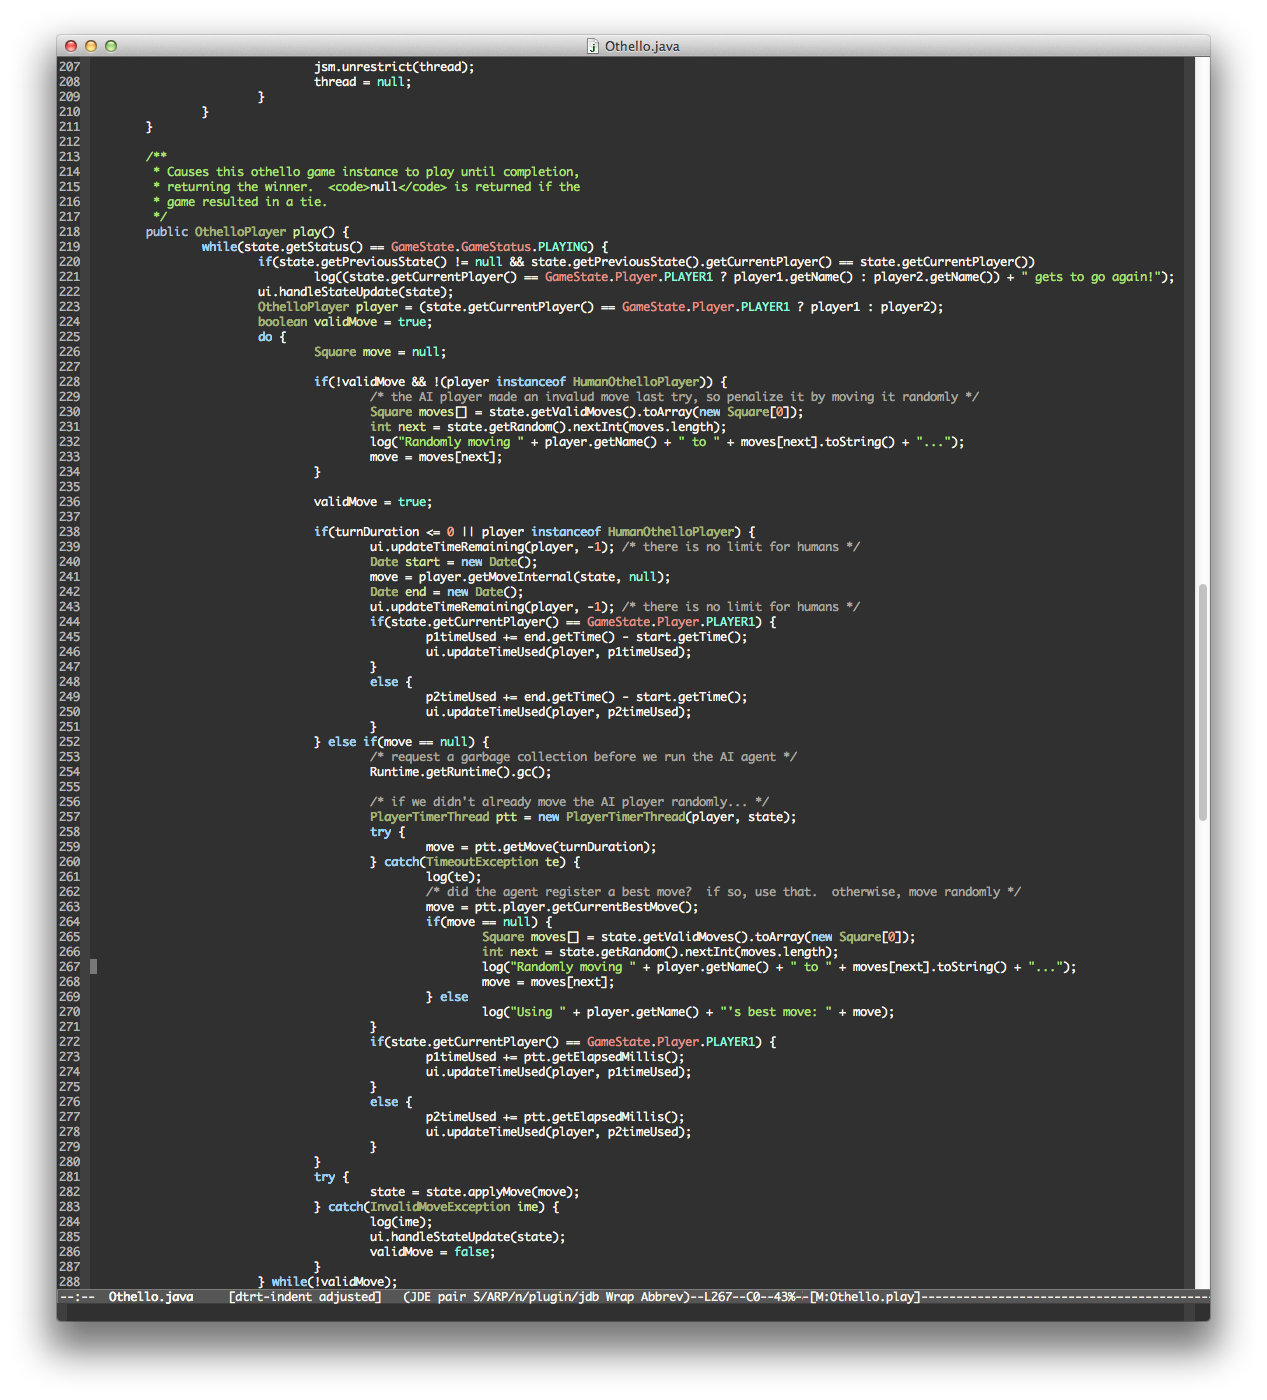 Othello.java
207 jsm.unrestrict(thread);
208 thread = null;
209 }
210 }
211 }
212
213 /**
214 * Causes this othello game instance to play until completion,
215 * returning the winner.  <code>null</code> is returned if the
216 * game resulted in a tie.
217 */
218 public OthelloPlayer play() {
219 while(state.getStatus() == GameState.GameStatus.PLAYING) {
220 if(state.getPreviousState() != null && state.getPreviousState().getCurrentPlayer() == state.getCurrentPlayer())
221 log((state.getCurrentPlayer() == GameState.Player.PLAYER1 ? player1.getName() : player2.getName()) + " gets to go again!");
222 ui.handleStateUpdate(state);
223 OthelloPlayer player = (state.getCurrentPlayer() == GameState.Player.PLAYER1 ? player1 : player2);
224 boolean validMove = true;
225 do {
226 Square move = null;
227
228 if(!validMove && !(player instanceof HumanOthelloPlayer)) {
229 /* the AI player made an invalud move last try, so penalize it by moving it randomly */
230 Square moves[] = state.getValidMoves().toArray(new Square[0]);
231 int next = state.getRandom().nextInt(moves.length);
232 log("Randomly moving " + player.getName() + " to " + moves[next].toString() + "...");
233 move = moves[next];
234 }
235
236 validMove = true;
237
238 if(turnDuration <= 0 || player instanceof HumanOthelloPlayer) {
239 ui.updateTimeRemaining(player, -1); /* there is no limit for humans */
240 Date start = new Date();
241 move = player.getMoveInternal(state, null);
242 Date end = new Date();
243 ui.updateTimeRemaining(player, -1); /* there is no limit for humans */
244 if(state.getCurrentPlayer() == GameState.Player.PLAYER1) {
245 p1timeUsed += end.getTime() - start.getTime();
246 ui.updateTimeUsed(player, p1timeUsed);
247 }
248 else {
249 p2timeUsed += end.getTime() - start.getTime();
250 ui.updateTimeUsed(player, p2timeUsed);
251 }
252 } else if(move == null) {
253 /* request a garbage collection before we run the AI agent */
254 Runtime.getRuntime().gc();
255
256 /* if we didn't already move the AI player randomly... */
257 PlayerTimerThread ptt = new PlayerTimerThread(player, state);
258 try {
259 move = ptt.getMove(turnDuration);
260 } catch(TimeoutException te) {
261 log(te);
262 /* did the agent register a best move?  if so, use that.  otherwise, move randomly */
263 move = ptt.player.getCurrentBestMove();
264 if(move == null) {
265 Square moves[] = state.getValidMoves().toArray(new Square[0]);
266 int next = state.getRandom().nextInt(moves.length);
267 log("Randomly moving " + player.getName() + " to " + moves[next].toString() + "...");
268 move = moves[next];
269 } else
270 log("Using " + player.getName() + "'s best move: " + move);
271 }
272 if(state.getCurrentPlayer() == GameState.Player.PLAYER1) {
273 p1timeUsed += ptt.getElapsedMillis();
274 ui.updateTimeUsed(player, p1timeUsed);
275 }
276 else {
277 p2timeUsed += ptt.getElapsedMillis();
278 ui.updateTimeUsed(player, p2timeUsed);
279 }
280 }
281 try {
282 state = state.applyMove(move);
283 } catch(InvalidMoveException ime) {
284 log(ime);
285 ui.handleStateUpdate(state);
286 validMove = false;
287 }
288 } while(!validMove);
--:--  Othello.java     [dtrt-indent adjusted]   (JDE pair S/ARP/n/plugin/jdb Wrap Abbrev)--L267--C0--43%--[M:Othello.play]-----------------------------------------